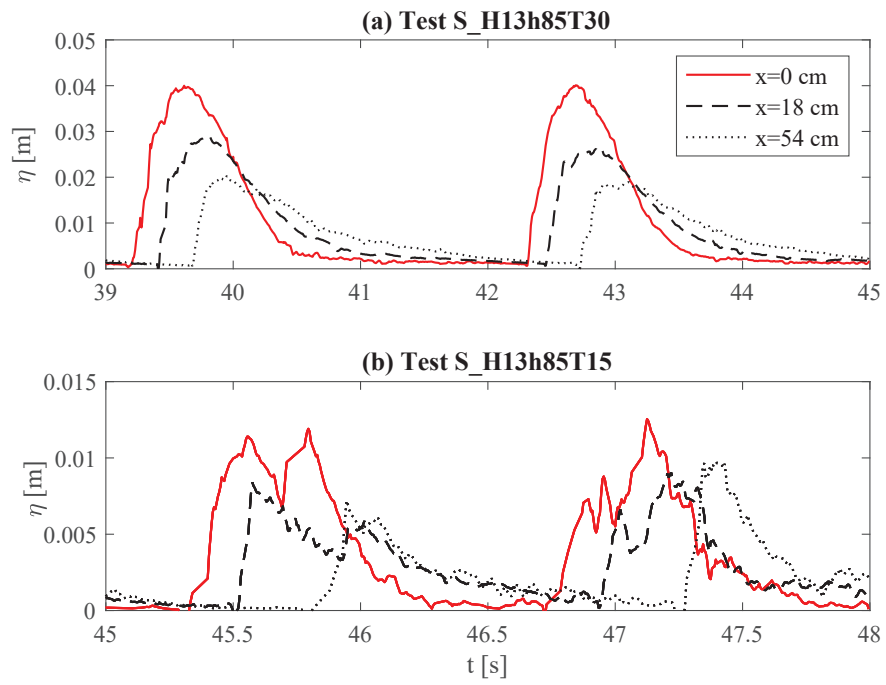 (a) Test S_H13h85T30
0.05
0.04
0.03
0.02
0.01
0
η [m]
x=0 cm
x=18 cm
x=54 cm
39 40 41 42 43 44 45
(b) Test S_H13h85T15
0.015
0.01
0.005
0
η [m]
45 45.5 46 46.5 47 47.5 48
t [s]